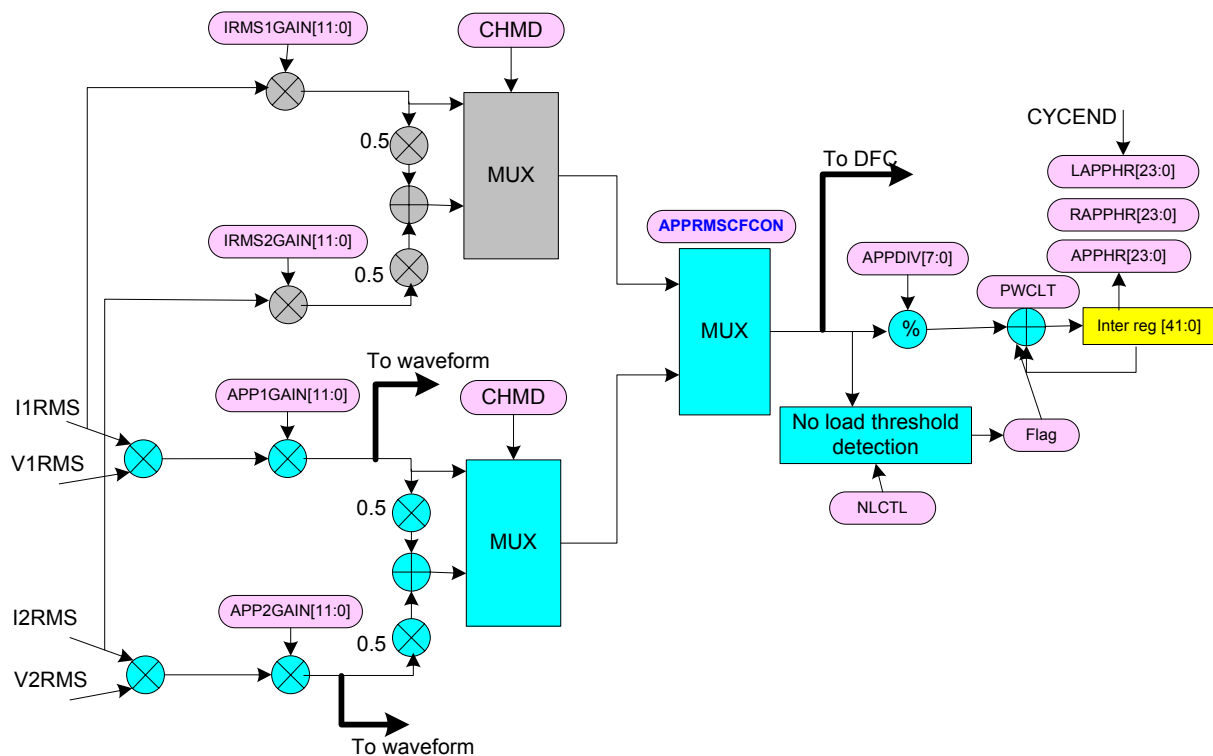 IRMS1GAIN[11:0]
CHMD
0.5
MUX
IRMS2GAIN[11:0]
0.5
To DFC
CYCEND
LAPPHR[23:0]
RAPPHR[23:0]
APPHR[23:0]
APPRMSCFCON
APPDIV[7:0]
PWCLT
MUX
%
Inter reg [41:0]
To waveform
I1RMS
V1RMS
APP1GAIN[11:0]
CHMD
No load threshold
detection
Flag
NLCTL
0.5
MUX
I2RMS
V2RMS
APP2GAIN[11:0]
0.5
To waveform